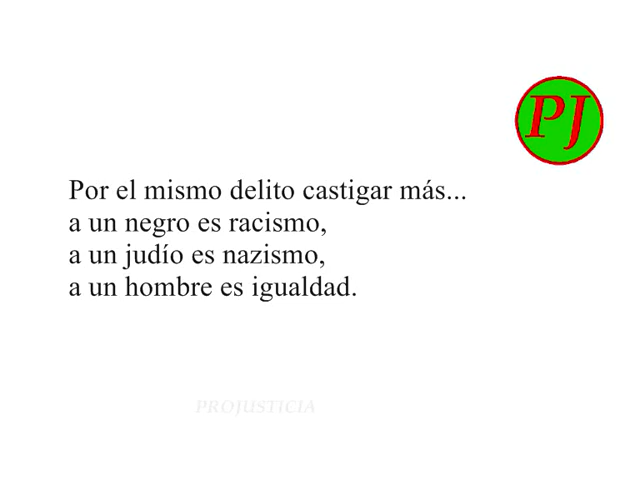 PJ
Por el mismo delito castigar más...
a un negro es racismo,
a un judío es nazismo,
a un hombre es igualdad.
PROJUSTICIA